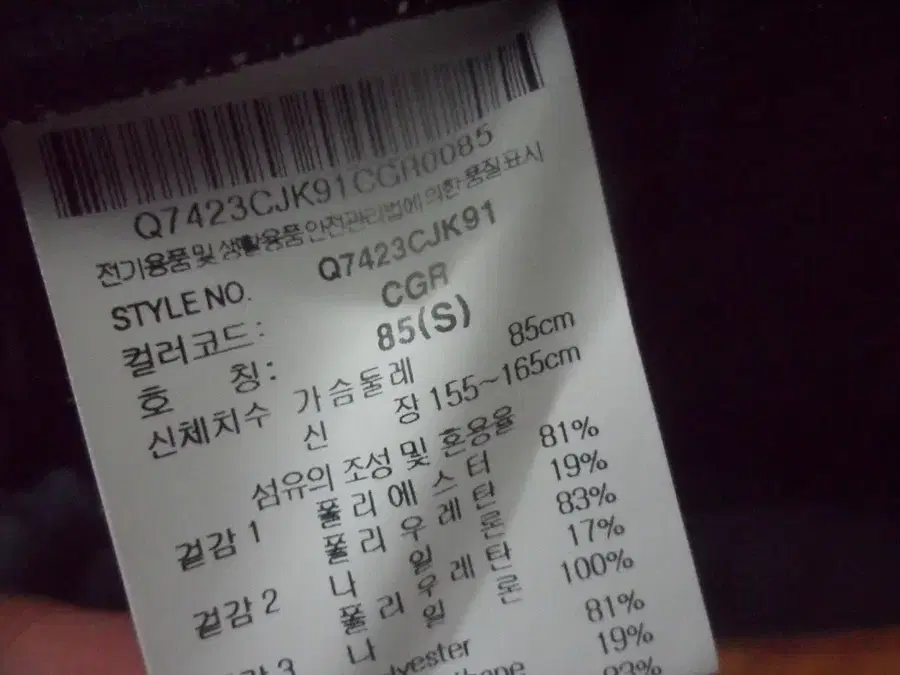 Q7423CJK91CGR0085
전기용품 및 생활용품 안전관리법에 의한 품질표시
STYLE NO. Q7423CJK91
컬러코드: CGR
호 칭: 85(S)
신체치수 가슴둘레 85cm
신 장 155~165cm
섬유의 조성 및 혼용율
겉감 1 폴리에스터 81%
폴리우레탄 19%
겉감 2 나일론 83%
폴리우레탄 17%
감 3 나일론 100%
lyester 81%
19%
83%